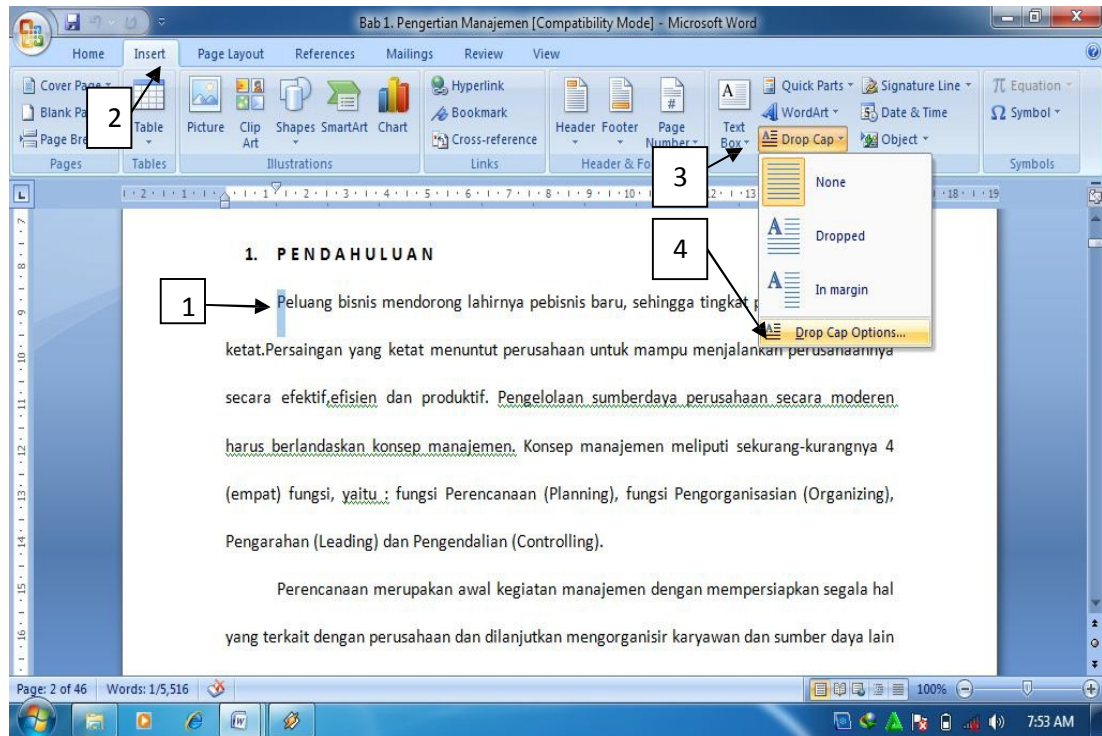 Bab 1. Pengertian Manajemen [Compatibility Mode] - Microsoft Word
Home Insert Page Layout References Mailings Review View
Cover Page
Blank Pa
Page Bre
Pages
Table
Tables
Picture Clip Art Shapes SmartArt Chart
Illustrations
Hyperlink
Bookmark
Cross-reference
Links
Header Footer Page Number
Header & Fo
Text Box
Quick Parts
WordArt
Drop Cap
Signature Line
Date & Time
Object
Equation
Symbol
Symbols
None
Dropped
In margin
Drop Cap Options...
1
2
3
4
1. PENDAHULUAN
Peluang bisnis mendorong lahirnya pebisnis baru, sehingga tingkat p
ketat.Persaingan yang ketat menuntut perusahaan untuk mampu menjalankan perusahaannya
secara efektif,efisien dan produktif. Pengelolaan sumberdaya perusahaan secara moderen
harus berlandaskan konsep manajemen. Konsep manajemen meliputi sekurang-kurangnya 4
(empat) fungsi, yaitu : fungsi Perencanaan (Planning), fungsi Pengorganisasian (Organizing),
Pengarahan (Leading) dan Pengendalian (Controlling).
Perencanaan merupakan awal kegiatan manajemen dengan mempersiapkan segala hal
yang terkait dengan perusahaan dan dilanjutkan mengorganisir karyawan dan sumber daya lain
Page: 2 of 46 Words: 1/5,516 100%
7:53 AM